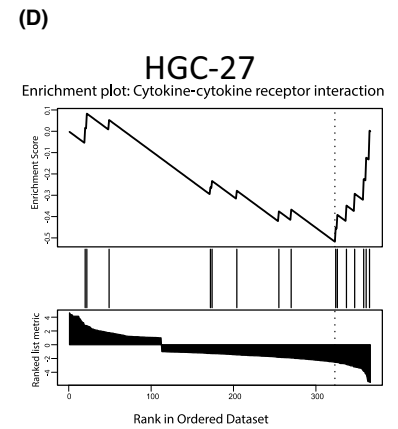 (D)
HGC-27
Enrichment plot: Cytokine-cytokine receptor interaction
Enrichment Score
0.1
0.0
-0.1
-0.2
-0.3
-0.4
-0.5
Ranked list metric
4
2
0
-2
-4
0 100 200 300
Rank in Ordered Dataset